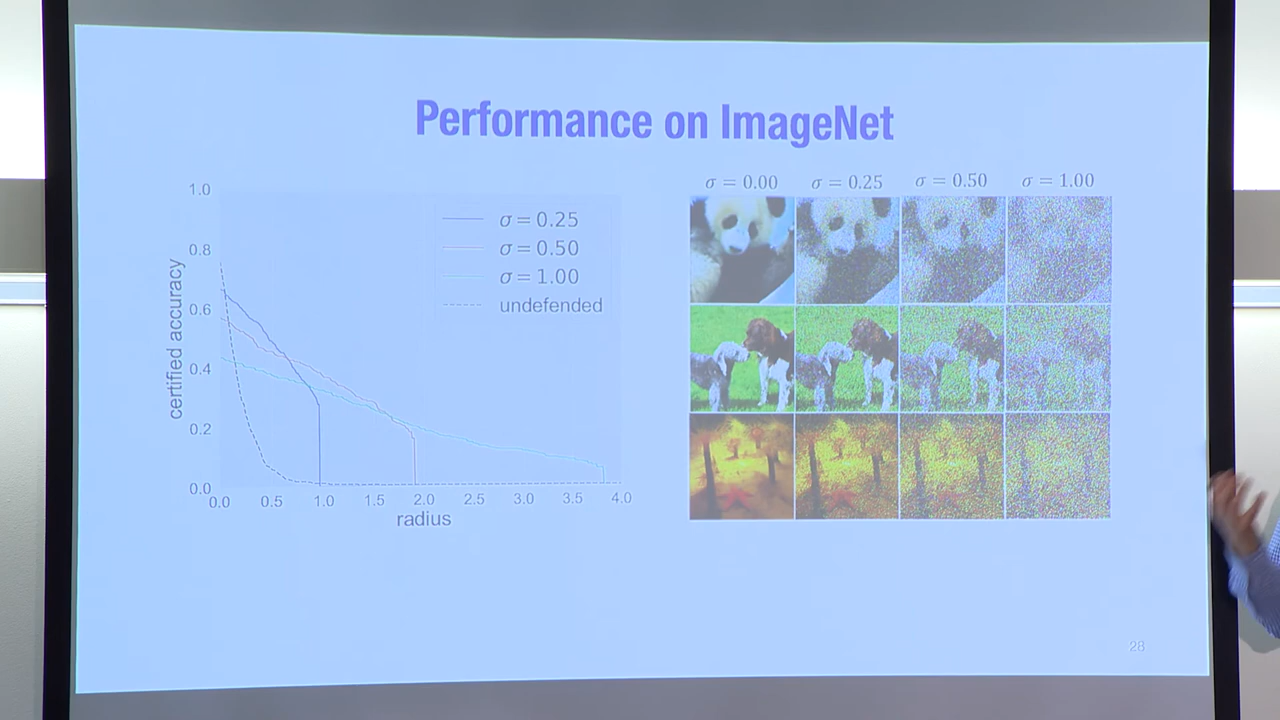 Performance on ImageNet
1.0
0.8
0.6
0.4
0.2
0.0
certified accuracy
σ = 0.25
σ = 0.50
σ = 1.00
undefended
0.0 0.5 1.0 1.5 2.0 2.5 3.0 3.5 4.0
radius
σ = 0.00 σ = 0.25 σ = 0.50 σ = 1.00
28